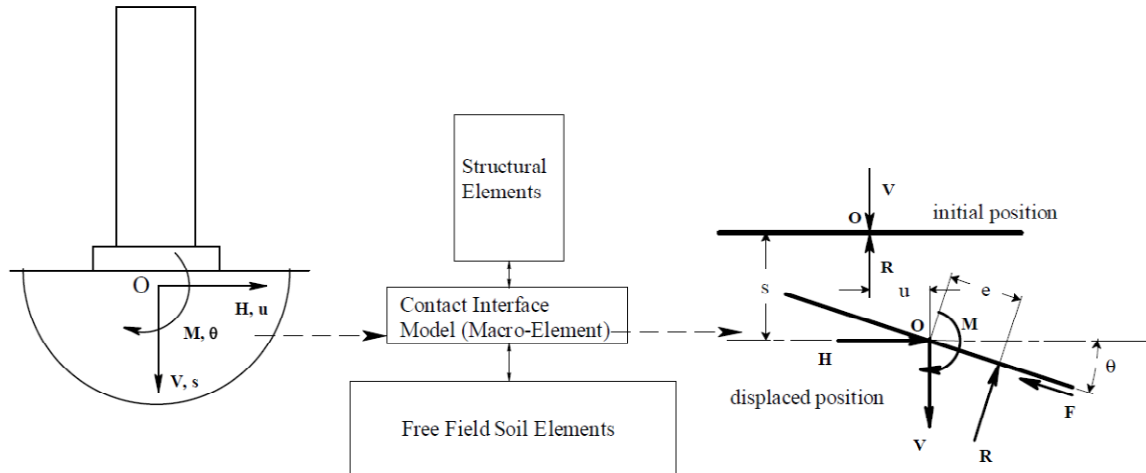 O
H, u
M, θ
V, s
Structural
Elements
Contact Interface
Model (Macro-Element)
Free Field Soil Elements
V
O
initial position
R
s
u
e
O
M
H
θ
displaced position
F
V
R